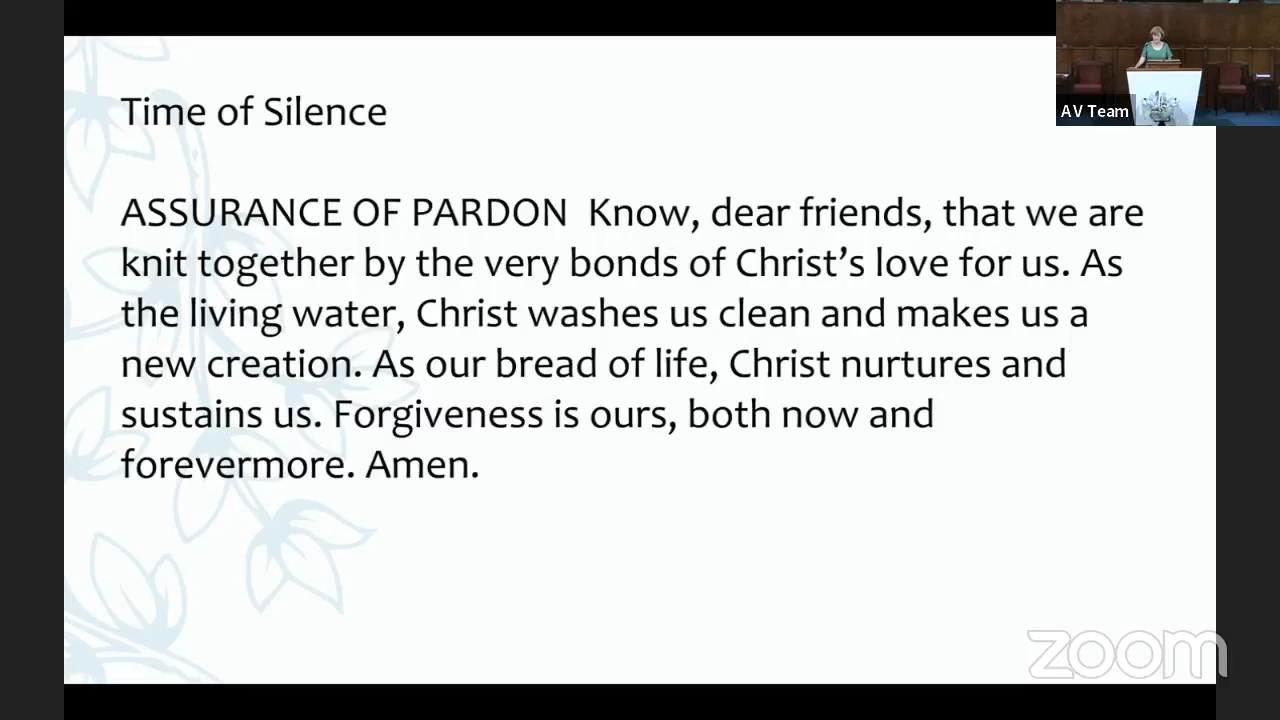 Time of Silence
ASSURANCE OF PARDON  Know, dear friends, that we are
knit together by the very bonds of Christ’s love for us. As
the living water, Christ washes us clean and makes us a
new creation. As our bread of life, Christ nurtures and
sustains us. Forgiveness is ours, both now and
forevermore. Amen.
AV Team
zoom